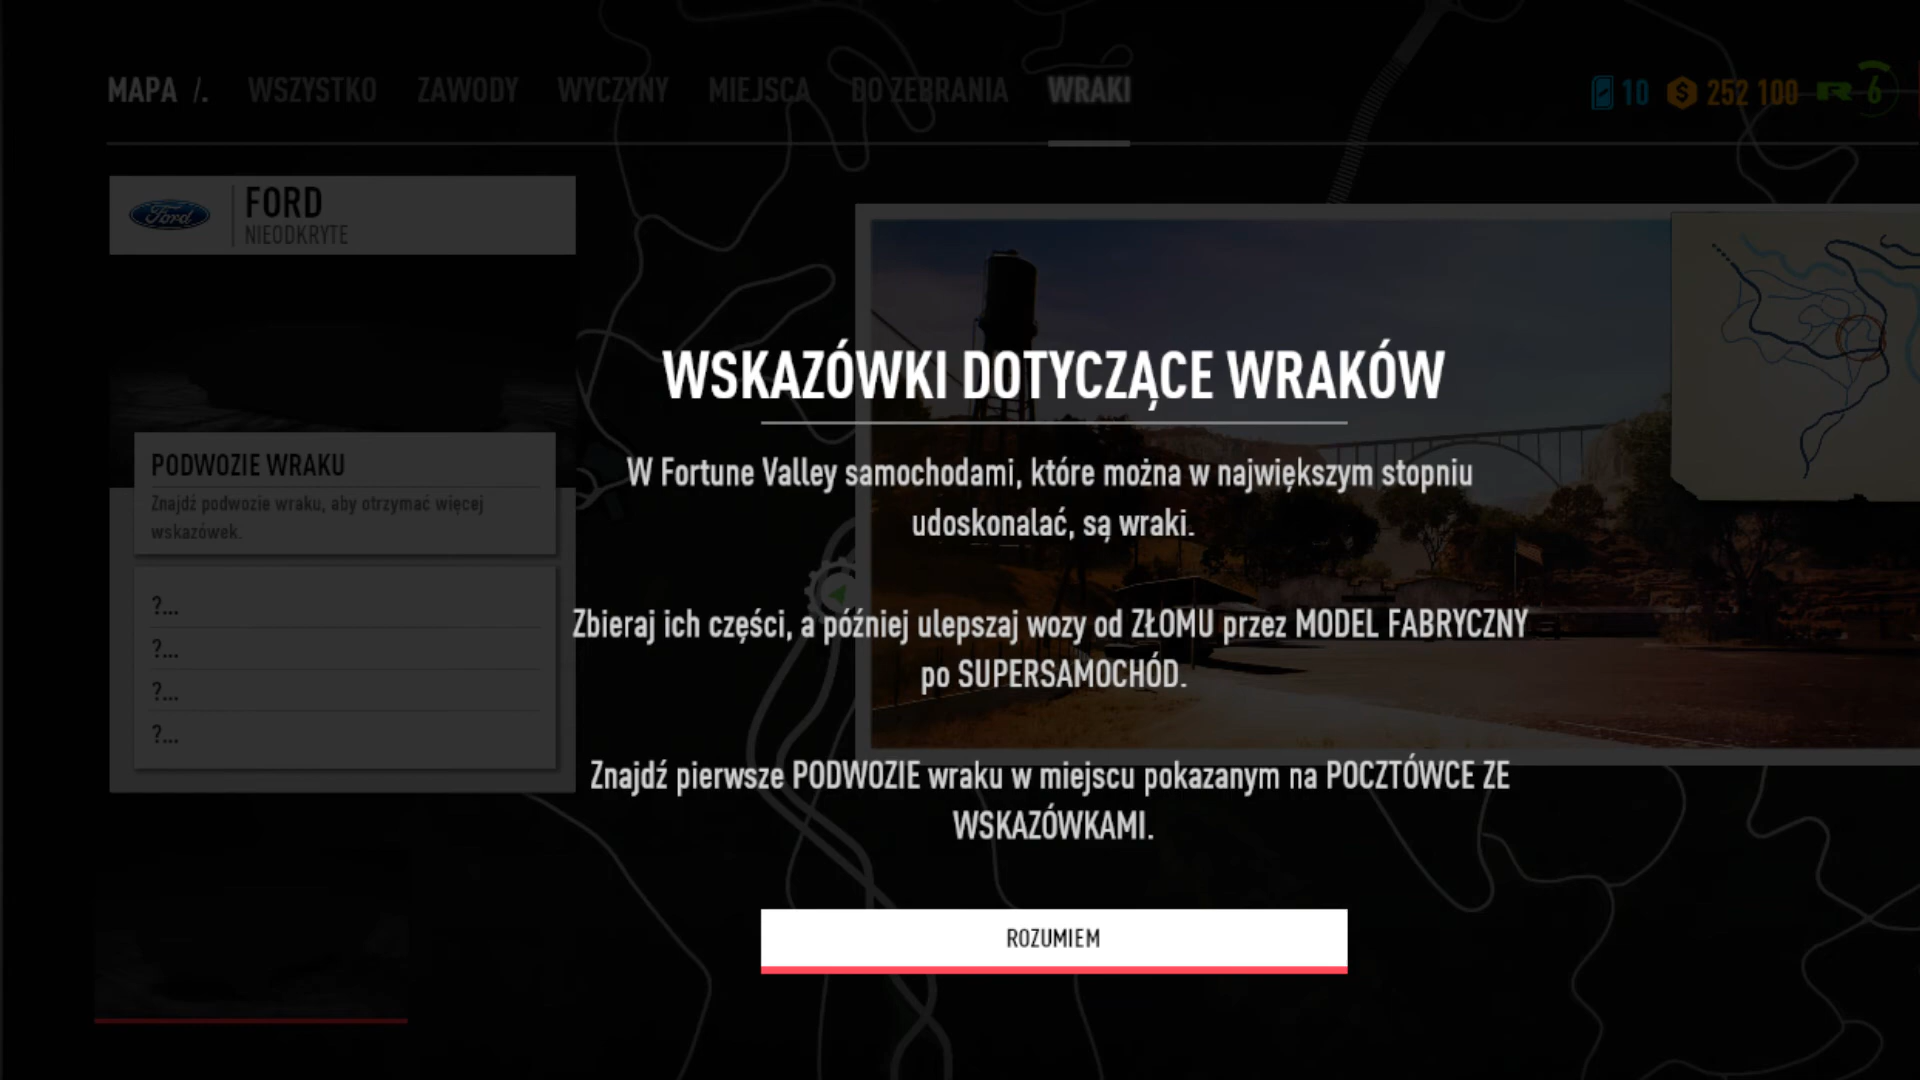 MAPA /. WSZYSTKO ZAWODY WYCZYNY MIEJSCA DO ZEBRANIA WRAKI 10 252 100 R 6
Ford FORD
NIEODKRYTE
WSKAZÓWKI DOTYCZĄCE WRAKÓW
PODWOZIE WRAKU
Znajdź podwozie wraku, aby otrzymać więcej
wskazówek.
?...
?...
?...
?...
W Fortune Valley samochodami, które można w największym stopniu
udoskonalać, są wraki.
Zbieraj ich części, a później ulepszaj wozy od ZŁOMU przez MODEL FABRYCZNY
po SUPERSAMOCHÓD.
Znajdź pierwsze PODWOZIE wraku w miejscu pokazanym na POCZTÓWCE ZE
WSKAZÓWKAMI.
ROZUMIEM